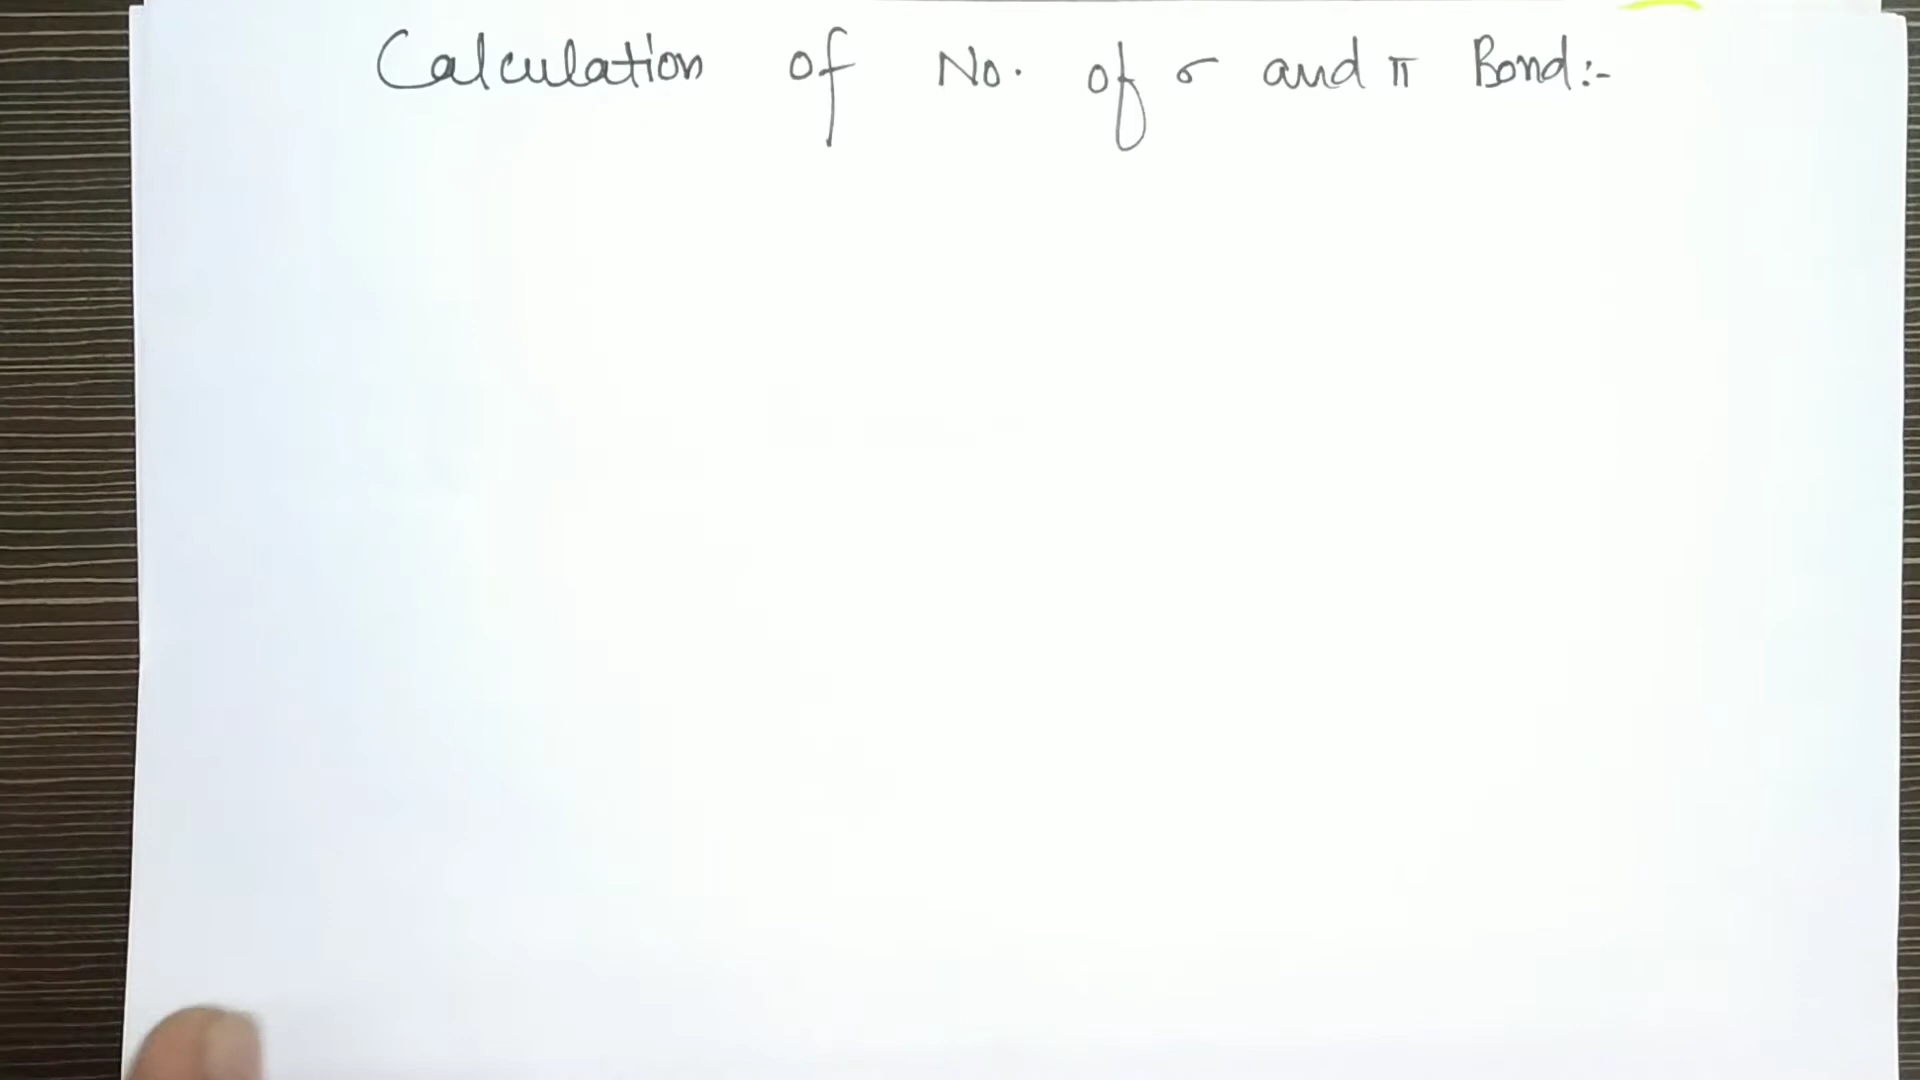 Calculation of No. of σ and π Bond:-